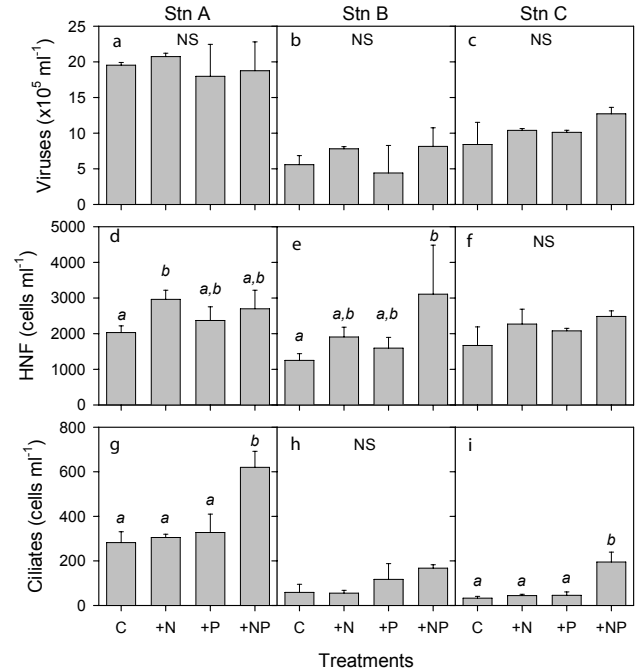 Stn A Stn B Stn C
Viruses (x10⁵ ml⁻¹)
25
20
15
10
5
0
a NS
b NS
c NS
HNF (cells ml⁻¹)
5000
4000
3000
2000
1000
0
d
a b a,b a,b
e
a a,b a,b b
f NS
Ciliates (cells ml⁻¹)
800
600
400
200
0
g
a a a b
h NS
i
a a a b
C +N +P +NP C +N +P +NP C +N +P +NP
Treatments